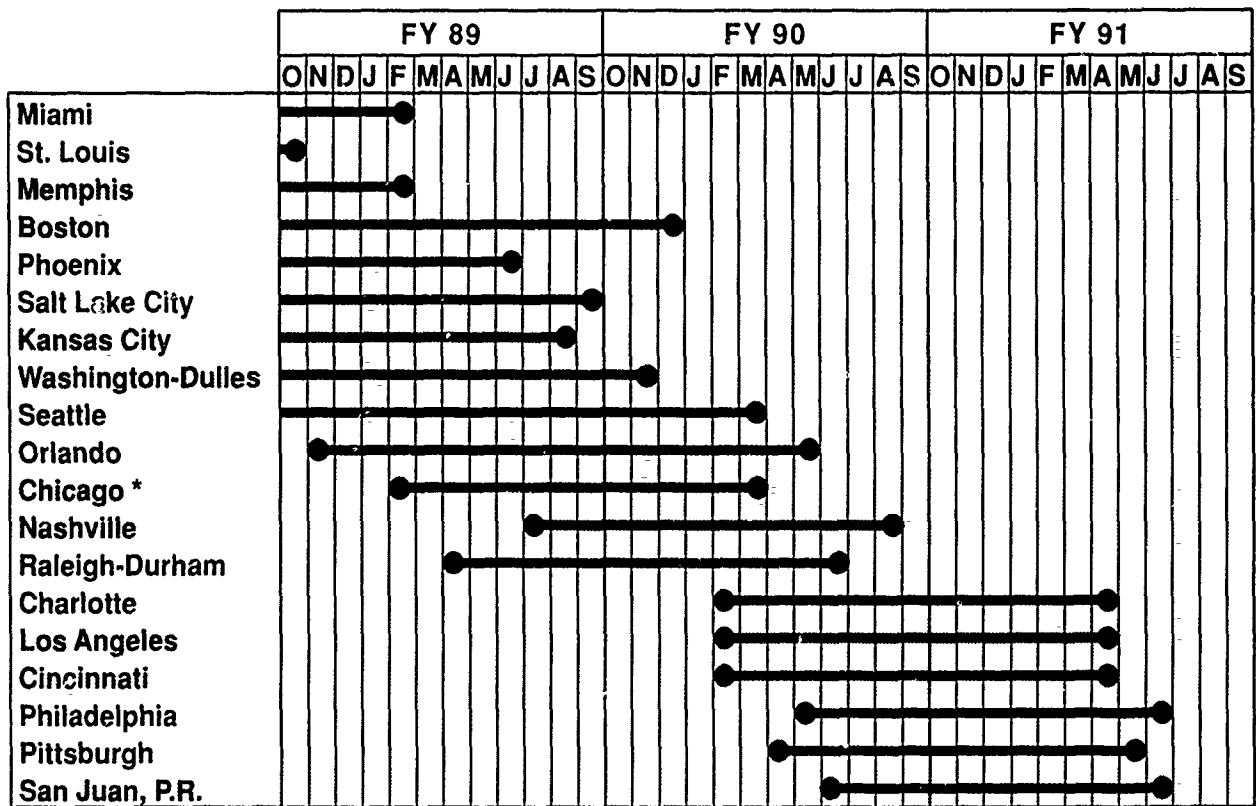 FY 89 FY 90 FY 91
O N D J F M A M J J A S O N D J F M A M J J A S O N D J F M A M J J A S
Miami
St. Louis
Memphis
Boston
Phoenix
Salt Lake City
Kansas City
Washington-Dulles
Seattle
Orlando
Chicago *
Nashville
Raleigh-Durham
Charlotte
Los Angeles
Cincinnati
Philadelphia
Pittsburgh
San Juan, P.R.